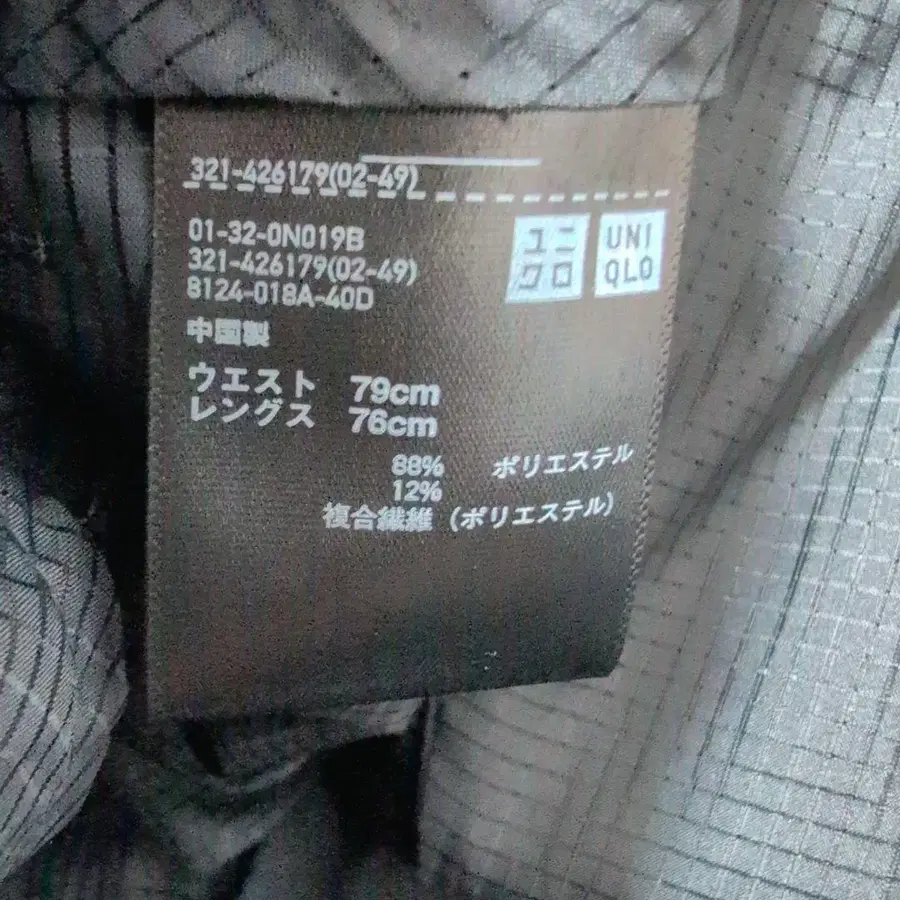 321-426179(02-49)
01-32-0N019B
321-426179(02-49)
8124-018A-40D
ユニ
クロ
UNI
QLO
中国製
ウエスト 79cm
レングス 76cm
88% ポリエステル
12%
複合繊維(ポリエステル)